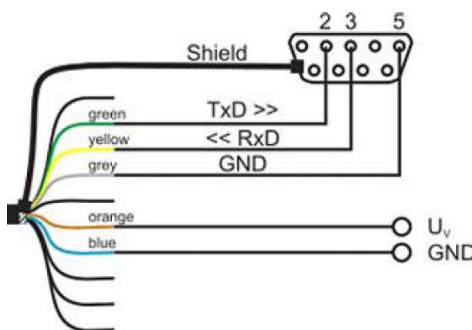 2 3 5
Shield
green TxD >>
yellow << RxD
grey GND
orange Uv
blue GND